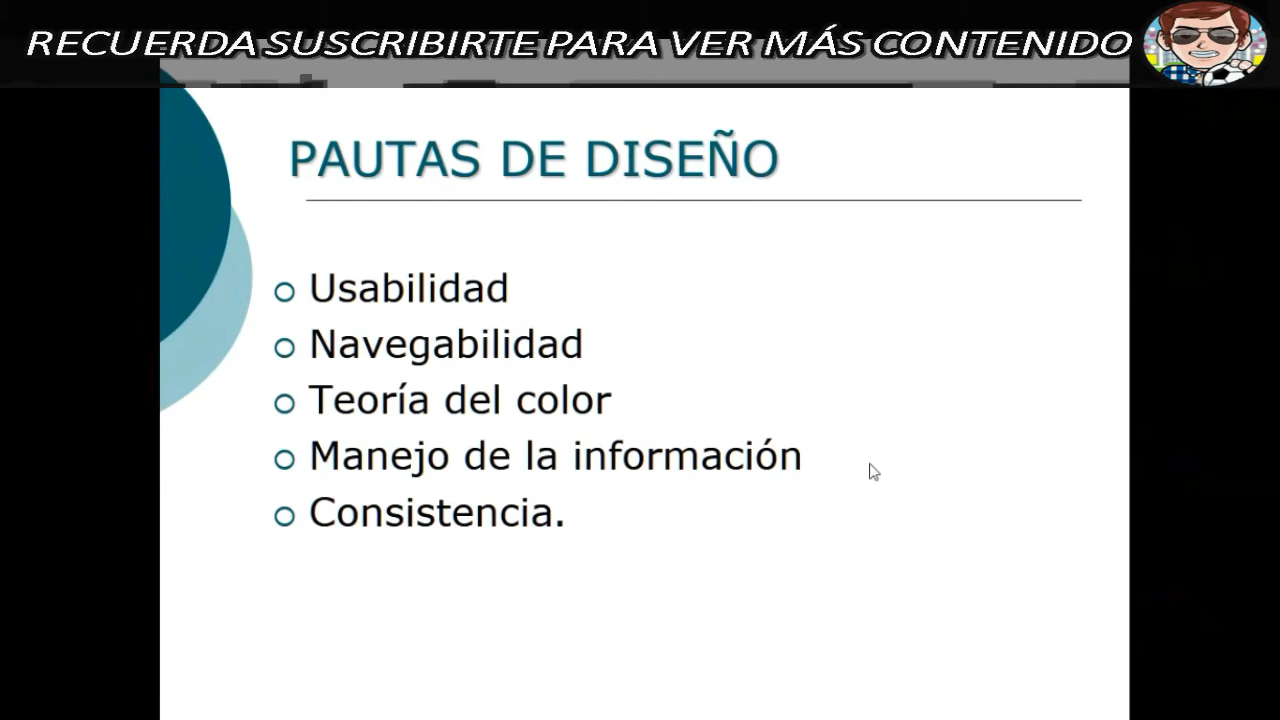 RECUERDA SUSCRIBIRTE PARA VER MÁS CONTENIDO
PAUTAS DE DISEÑO
Usabilidad
Navegabilidad
Teoría del color
Manejo de la información
Consistencia.